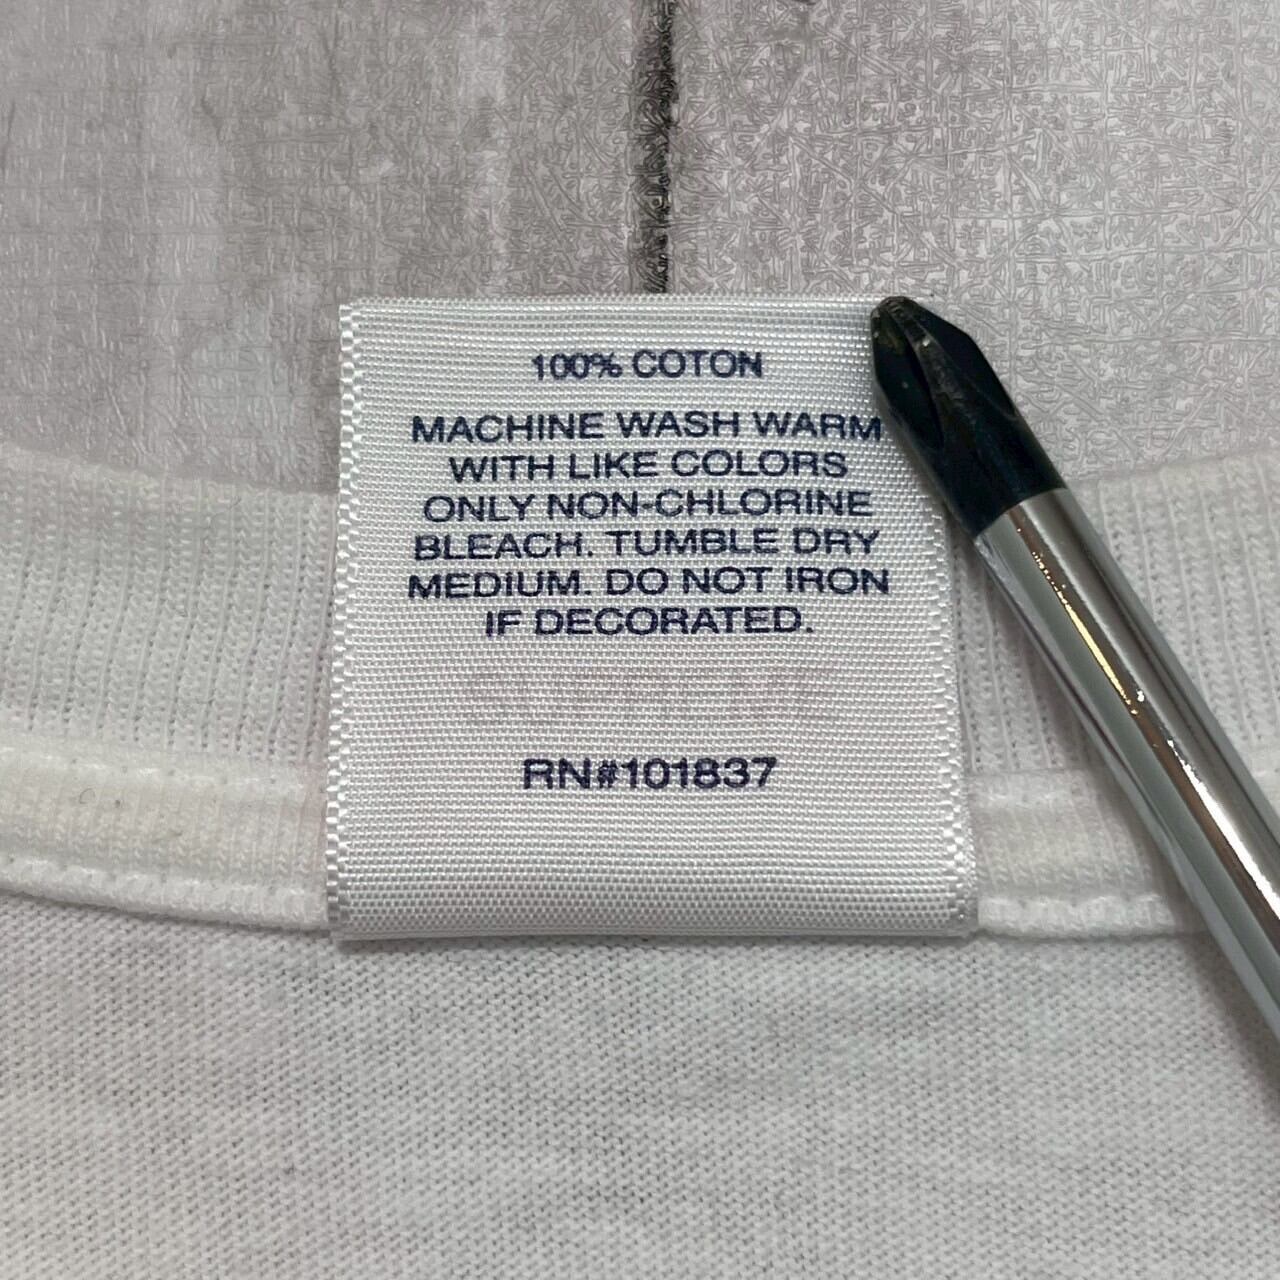 100% COTON
MACHINE WASH WARM
WITH LIKE COLORS
ONLY NON-CHLORINE
BLEACH. TUMBLE DRY
MEDIUM. DO NOT IRON
IF DECORATED.
RN#101837